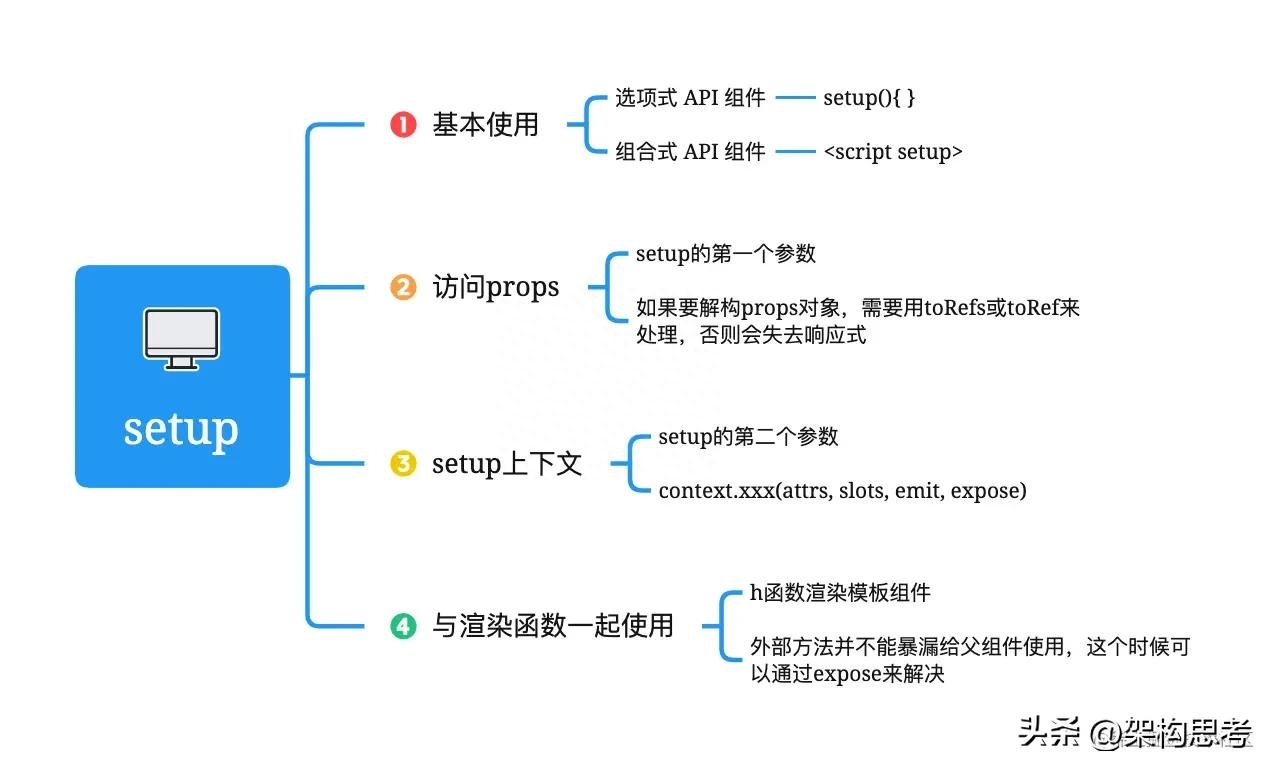 setup
1 基本使用
选项式 API 组件
setup(){ }
组合式 API 组件
<script setup>
2 访问props
setup的第一个参数
如果要解构props对象，需要用toRefs或toRef来
处理，否则会失去响应式
3 setup上下文
setup的第二个参数
context.xxx(attrs, slots, emit, expose)
4 与渲染函数一起使用
h函数渲染模板组件
外部方法并不能暴漏给父组件使用，这个时候可
以通过expose来解决
头条 @架构思考